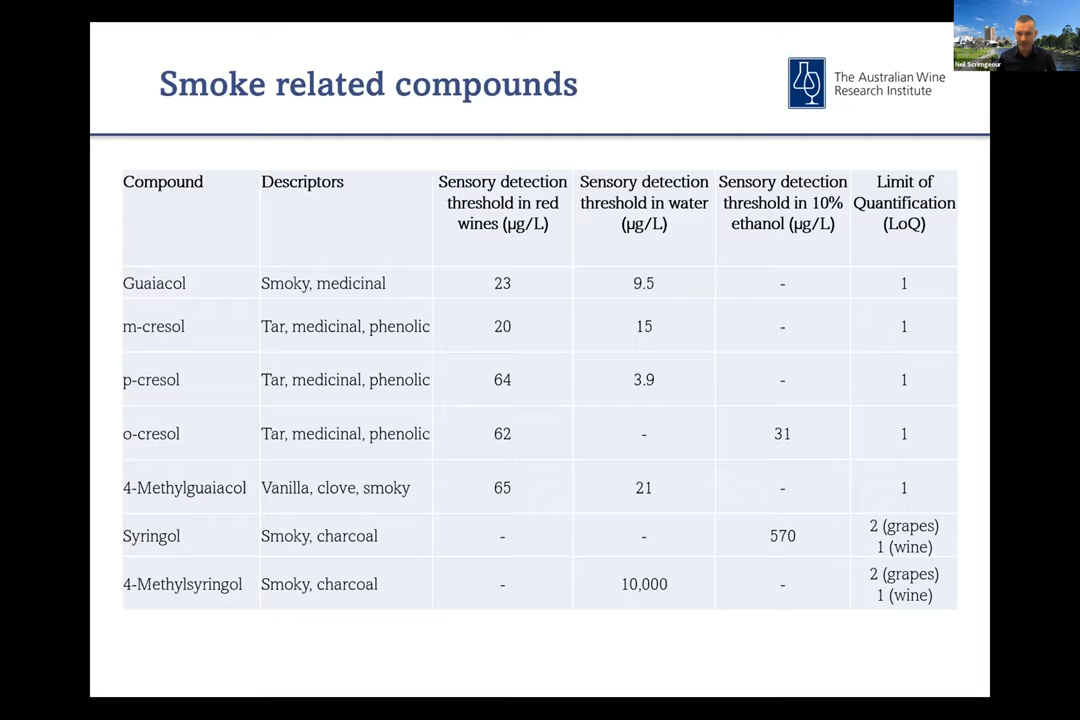 Neil Scrimgeour
Smoke related compounds
The Australian Wine
Research Institute
Compound
Descriptors
Sensory detection
threshold in red
wines (µg/L)
Sensory detection
threshold in water
(µg/L)
Sensory detection
threshold in 10%
ethanol (µg/L)
Limit of
Quantification
(LoQ)
Guaiacol Smoky, medicinal 23 9.5 - 1
m-cresol Tar, medicinal, phenolic 20 15 - 1
p-cresol Tar, medicinal, phenolic 64 3.9 - 1
o-cresol Tar, medicinal, phenolic 62 - 31 1
4-Methylguaiacol Vanilla, clove, smoky 65 21 - 1
Syringol Smoky, charcoal - - 570 2 (grapes)
1 (wine)
4-Methylsyringol Smoky, charcoal - 10,000 - 2 (grapes)
1 (wine)